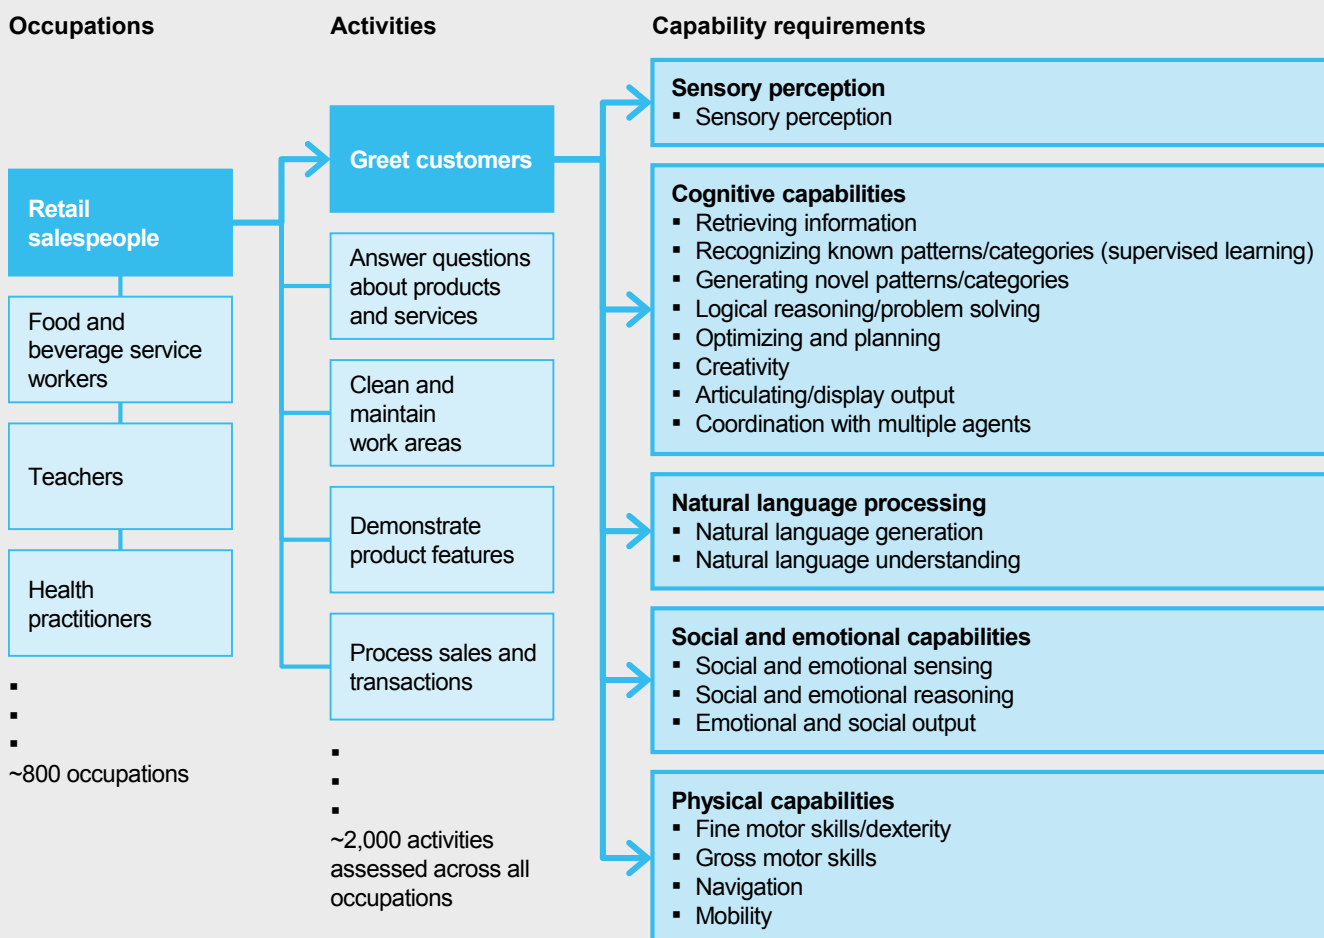 Occupations
Activities
Capability requirements
Retail
salespeople
Food and
beverage service
workers
Teachers
Health
practitioners
~800 occupations
Greet customers
Answer questions
about products
and services
Clean and
maintain
work areas
Demonstrate
product features
Process sales and
transactions
~2,000 activities
assessed across all
occupations
Sensory perception
▪ Sensory perception
Cognitive capabilities
▪ Retrieving information
▪ Recognizing known patterns/categories (supervised learning)
▪ Generating novel patterns/categories
▪ Logical reasoning/problem solving
▪ Optimizing and planning
▪ Creativity
▪ Articulating/display output
▪ Coordination with multiple agents
Natural language processing
▪ Natural language generation
▪ Natural language understanding
Social and emotional capabilities
▪ Social and emotional sensing
▪ Social and emotional reasoning
▪ Emotional and social output
Physical capabilities
▪ Fine motor skills/dexterity
▪ Gross motor skills
▪ Navigation
▪ Mobility